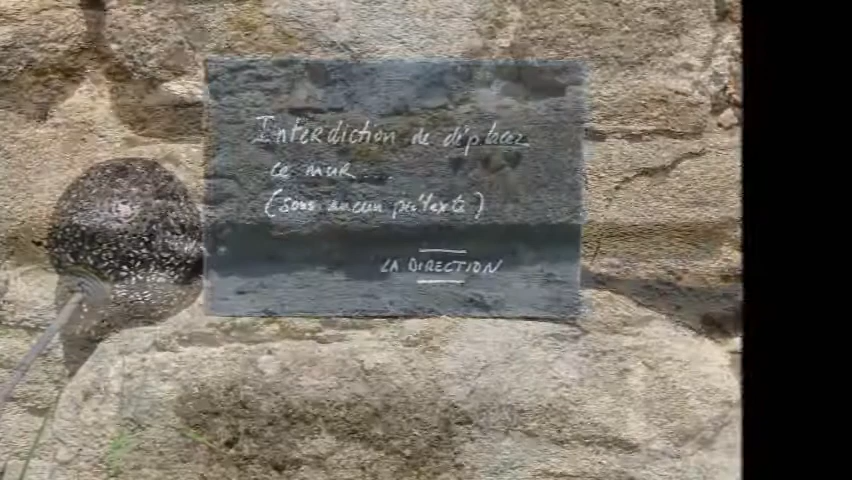 Interdiction de déplacer
ce mur...
(sous aucun prétexte)
LA DIRECTION